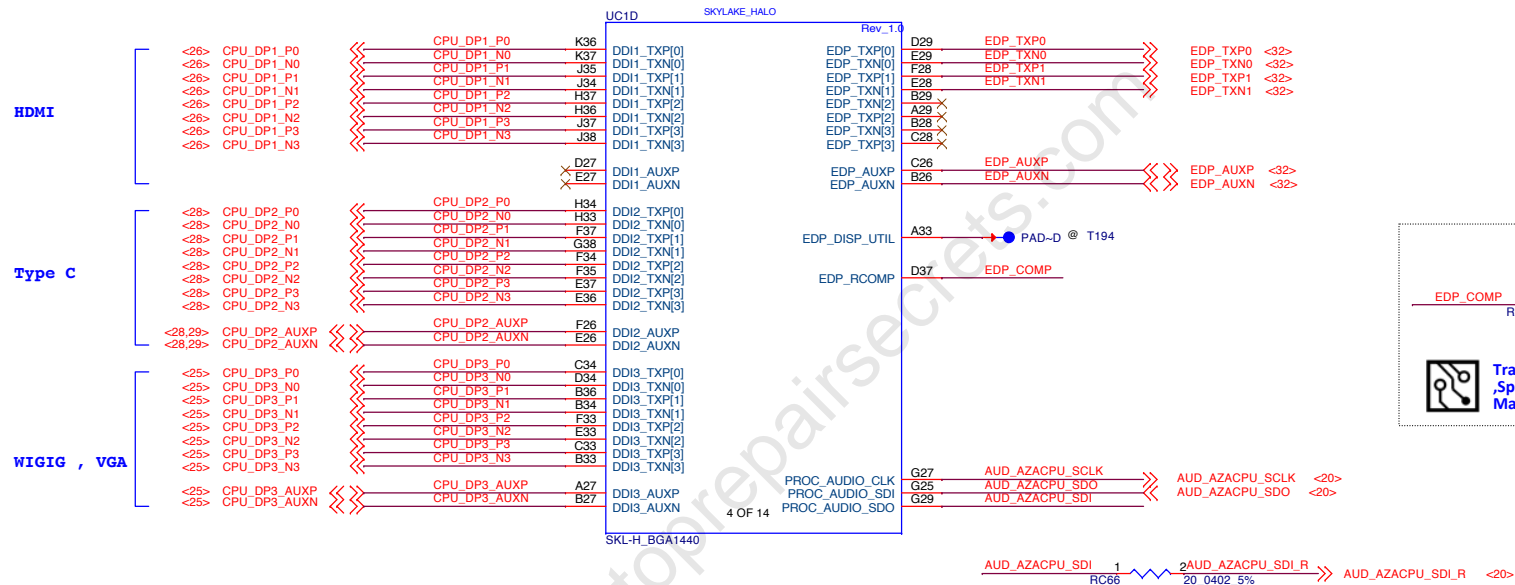 UC1D
SKYLAKE_HALO
Rev_1.0
HDMI
<26> CPU_DP1_P0 CPU_DP1_P0 K36 DDI1_TXP[0]
<26> CPU_DP1_N0 CPU_DP1_N0 K37 DDI1_TXN[0]
<26> CPU_DP1_P1 CPU_DP1_P1 J35 DDI1_TXP[1]
<26> CPU_DP1_N1 CPU_DP1_N1 J34 DDI1_TXN[1]
<26> CPU_DP1_P2 CPU_DP1_P2 H37 DDI1_TXP[2]
<26> CPU_DP1_N2 CPU_DP1_N2 H36 DDI1_TXN[2]
<26> CPU_DP1_P3 CPU_DP1_P3 J37 DDI1_TXP[3]
<26> CPU_DP1_N3 CPU_DP1_N3 J38 DDI1_TXN[3]
D27 DDI1_AUXP
E27 DDI1_AUXN
Type C
<28> CPU_DP2_P0 CPU_DP2_P0 H34 DDI2_TXP[0]
<28> CPU_DP2_N0 CPU_DP2_N0 H33 DDI2_TXN[0]
<28> CPU_DP2_P1 CPU_DP2_P1 F37 DDI2_TXP[1]
<28> CPU_DP2_N1 CPU_DP2_N1 G38 DDI2_TXN[1]
<28> CPU_DP2_P2 CPU_DP2_P2 F34 DDI2_TXP[2]
<28> CPU_DP2_N2 CPU_DP2_N2 F35 DDI2_TXN[2]
<28> CPU_DP2_P3 CPU_DP2_P3 E37 DDI2_TXP[3]
<28> CPU_DP2_N3 CPU_DP2_N3 E36 DDI2_TXN[3]
<28,29> CPU_DP2_AUXP CPU_DP2_AUXP F26 DDI2_AUXP
<28,29> CPU_DP2_AUXN CPU_DP2_AUXN E26 DDI2_AUXN
WIGIG , VGA
<25> CPU_DP3_P0 CPU_DP3_P0 C34 DDI3_TXP[0]
<25> CPU_DP3_N0 CPU_DP3_N0 D34 DDI3_TXN[0]
<25> CPU_DP3_P1 CPU_DP3_P1 B36 DDI3_TXP[1]
<25> CPU_DP3_N1 CPU_DP3_N1 B34 DDI3_TXN[1]
<25> CPU_DP3_P2 CPU_DP3_P2 F33 DDI3_TXP[2]
<25> CPU_DP3_N2 CPU_DP3_N2 E33 DDI3_TXN[2]
<25> CPU_DP3_P3 CPU_DP3_P3 C33 DDI3_TXP[3]
<25> CPU_DP3_N3 CPU_DP3_N3 B33 DDI3_TXN[3]
<25> CPU_DP3_AUXP CPU_DP3_AUXP A27 DDI3_AUXP
<25> CPU_DP3_AUXN CPU_DP3_AUXN B27 DDI3_AUXN
EDP_TXP[0] D29 EDP_TXP0 EDP_TXP0 <32>
EDP_TXN[0] E29 EDP_TXN0 EDP_TXN0 <32>
EDP_TXP[1] F28 EDP_TXP1 EDP_TXP1 <32>
EDP_TXN[1] E28 EDP_TXN1 EDP_TXN1 <32>
EDP_TXN[2] B29
EDP_TXP[2] A29
EDP_TXN[3] B28
EDP_TXP[3] C28
EDP_AUXP C26 EDP_AUXP EDP_AUXP <32>
EDP_AUXN B26 EDP_AUXN EDP_AUXN <32>
EDP_DISP_UTIL A33 PAD~D @ T194
EDP_RCOMP D37 EDP_COMP
PROC_AUDIO_CLK G27 AUD_AZACPU_SCLK AUD_AZACPU_SCLK <20>
PROC_AUDIO_SDI G25 AUD_AZACPU_SDO AUD_AZACPU_SDO <20>
PROC_AUDIO_SDO G29 AUD_AZACPU_SDI
4 OF 14
SKL-H_BGA1440
AUD_AZACPU_SDI 1 2 AUD_AZACPU_SDI_R AUD_AZACPU_SDI_R <20>
RC66 20_0402_5%
EDP_COMP
R
Tra
,Sp
Ma
toprepairsecrets.com